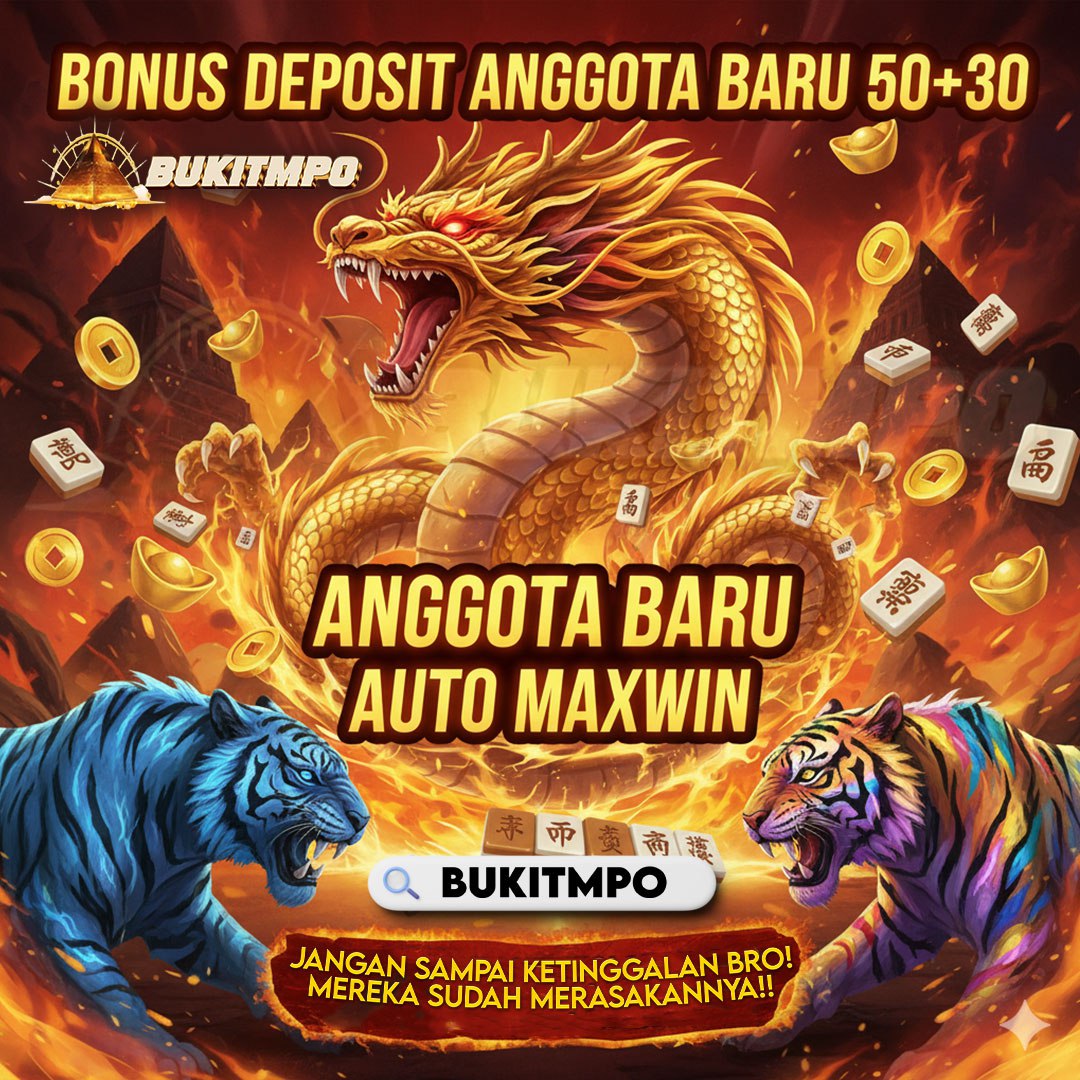 BONUS DEPOSIT ANGGOTA BARU 50+30
BUKITMPO
ANGGOTA BARU
AUTO MAXWIN
BUKITMPO
JANGAN SAMPAI KETINGGALAN BRO!
MEREKA SUDAH MERASAKANNYA!!